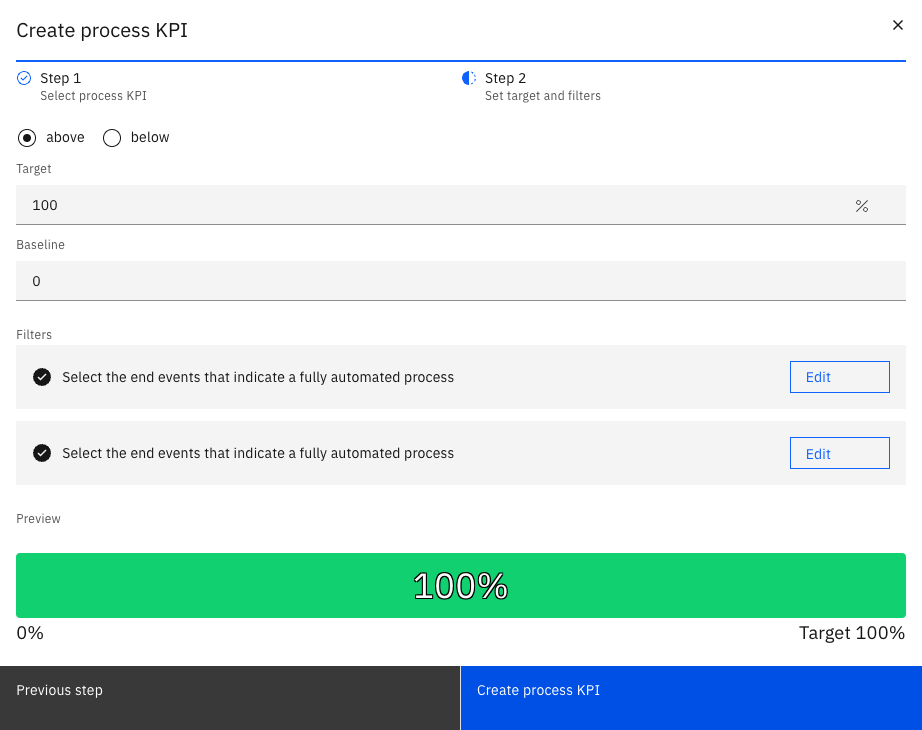 Create process KPI
Step 1
Select process KPI
Step 2
Set target and filters
above
below
Target
100
%
Baseline
0
Filters
Select the end events that indicate a fully automated process
Edit
Select the end events that indicate a fully automated process
Edit
Preview
100%
0%
Target 100%
Previous step
Create process KPI